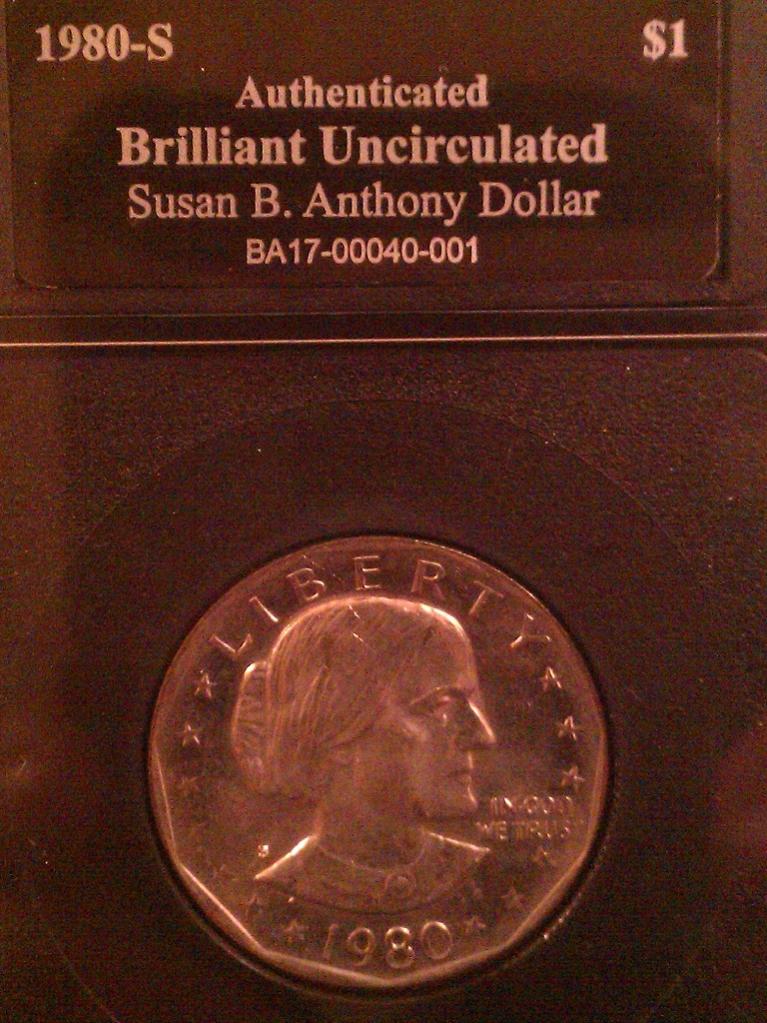 1980-S $1
Authenticated
Brilliant Uncirculated
Susan B. Anthony Dollar
BA17-00040-001
LIBERTY
IN GOD
WE TRUST
S
1980